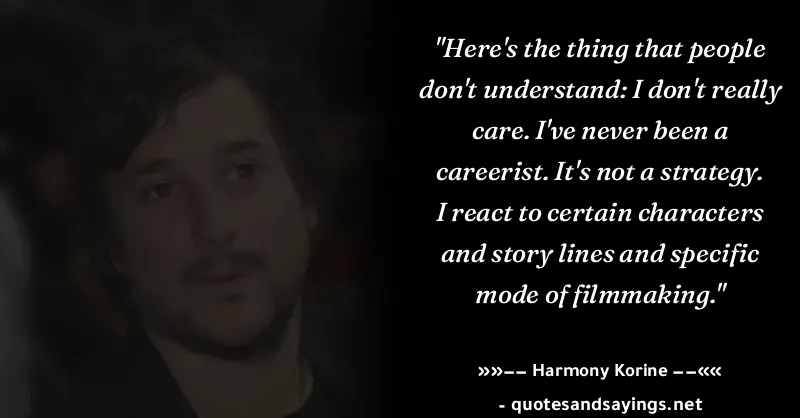 "Here's the thing that people
don't understand: I don't really
care. I've never been a
careerist. It's not a strategy.
I react to certain characters
and story lines and specific
mode of filmmaking."
»»–– Harmony Korine ––««
- quotesandsayings.net